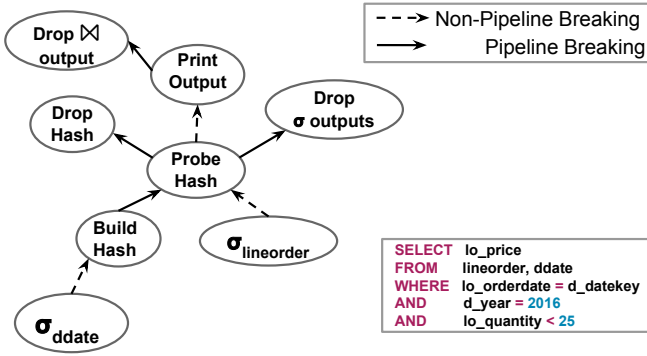 Non-Pipeline Breaking
Pipeline Breaking
Drop ⋈
output
Print
Output
Drop
Hash
Drop
σ outputs
Probe
Hash
Build
Hash
σlineorder
σddate
SELECT lo_price
FROM lineorder, ddate
WHERE lo_orderdate = d_datekey
AND d_year = 2016
AND lo_quantity < 25